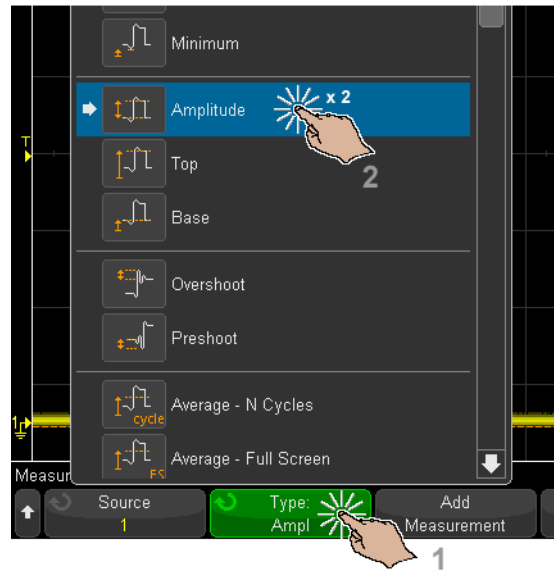 Minimum
Amplitude
x 2
T
Top
2
Base
Overshoot
Preshoot
cycle
Average - N Cycles
1
FS
Average - Full Screen
Measur
Source
1
Type:
Ampl
Add
Measurement
1